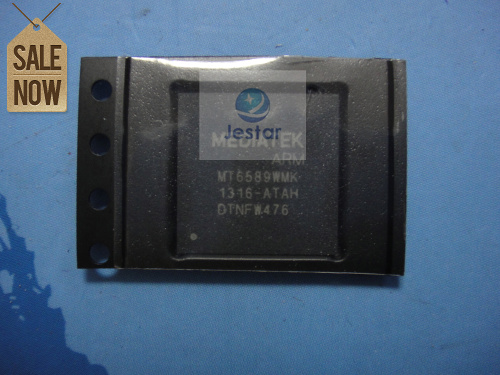 SALE
NOW
Jestar
MEDIATEK
ARM
MT6589WMK
1316-ATAH
DTNFW476